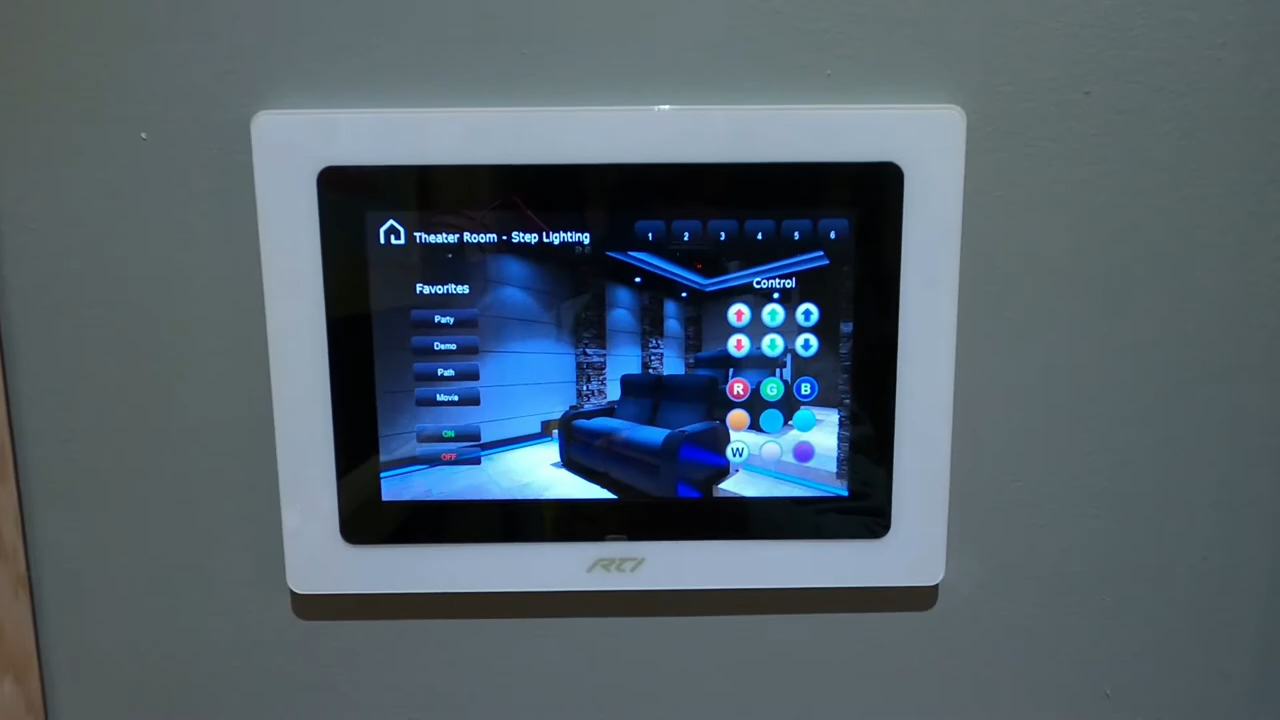 Theater Room - Step Lighting
1 2 3 4 5 6
Favorites
Control
Party
Demo
Path
Movie
ON
OFF
R G B
W
RTI